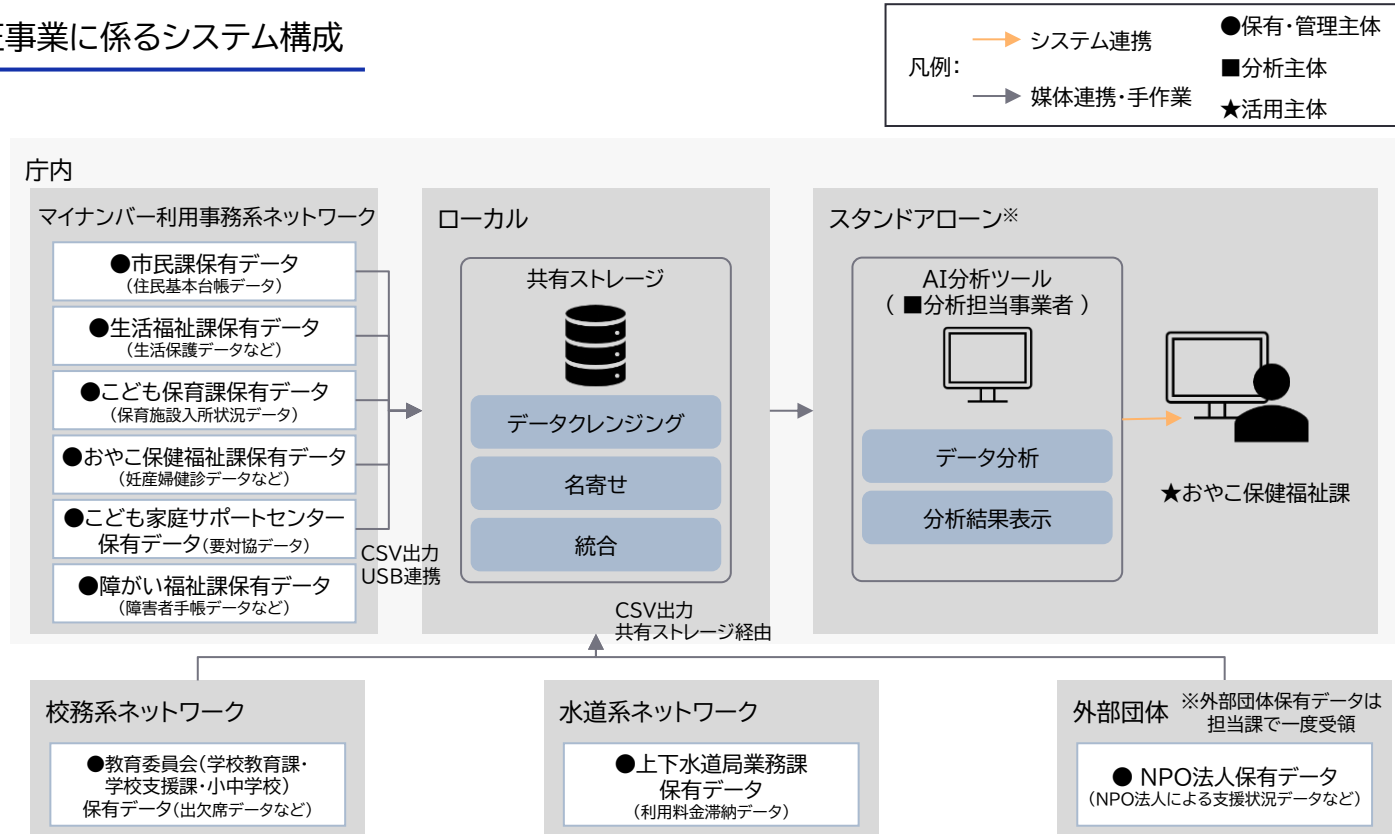 事業に係るシステム構成
凡例:
システム連携
媒体連携・手作業
●保有・管理主体
■分析主体
★活用主体
庁内
マイナンバー利用事務系ネットワーク
●市民課保有データ
(住民基本台帳データ)
●生活福祉課保有データ
(生活保護データなど)
●こども保育課保有データ
(保育施設入所状況データ)
●おやこ保健福祉課保有データ
(妊産婦健診データなど)
●こども家庭サポートセンター
保有データ(要対協データ)
●障がい福祉課保有データ
(障害者手帳データなど)
CSV出力
USB連携
ローカル
共有ストレージ
データクレンジング
名寄せ
統合
CSV出力
共有ストレージ経由
スタンドアローン※
AI分析ツール
( ■分析担当事業者 )
データ分析
分析結果表示
★おやこ保健福祉課
校務系ネットワーク
●教育委員会(学校教育課・
学校支援課・小中学校)
保有データ(出欠席データなど)
水道系ネットワーク
●上下水道局業務課
保有データ
(利用料金滞納データ)
外部団体
※外部団体保有データは
担当課で一度受領
● NPO法人保有データ
(NPO法人による支援状況データなど)